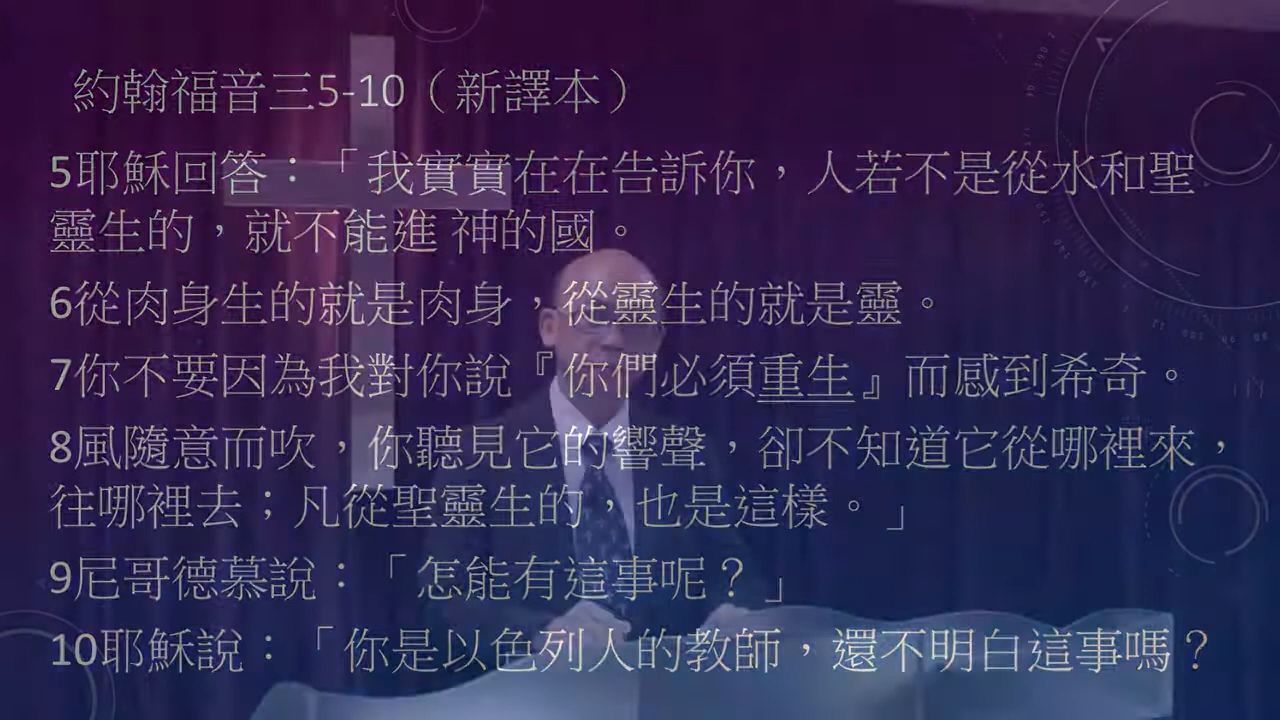 約翰福音三5-10（新譯本）
5耶穌回答：「我實實在在告訴你，人若不是從水和聖
靈生的，就不能進 神的國。
6從肉身生的就是肉身，從靈生的就是靈。
7你不要因為我對你說『你們必須重生』而感到希奇。
8風隨意而吹，你聽見它的響聲，卻不知道它從哪裡來，
往哪裡去；凡從聖靈生的，也是這樣。」
9尼哥德慕說：「怎能有這事呢？」
10耶穌說：「你是以色列人的教師，還不明白這事嗎？